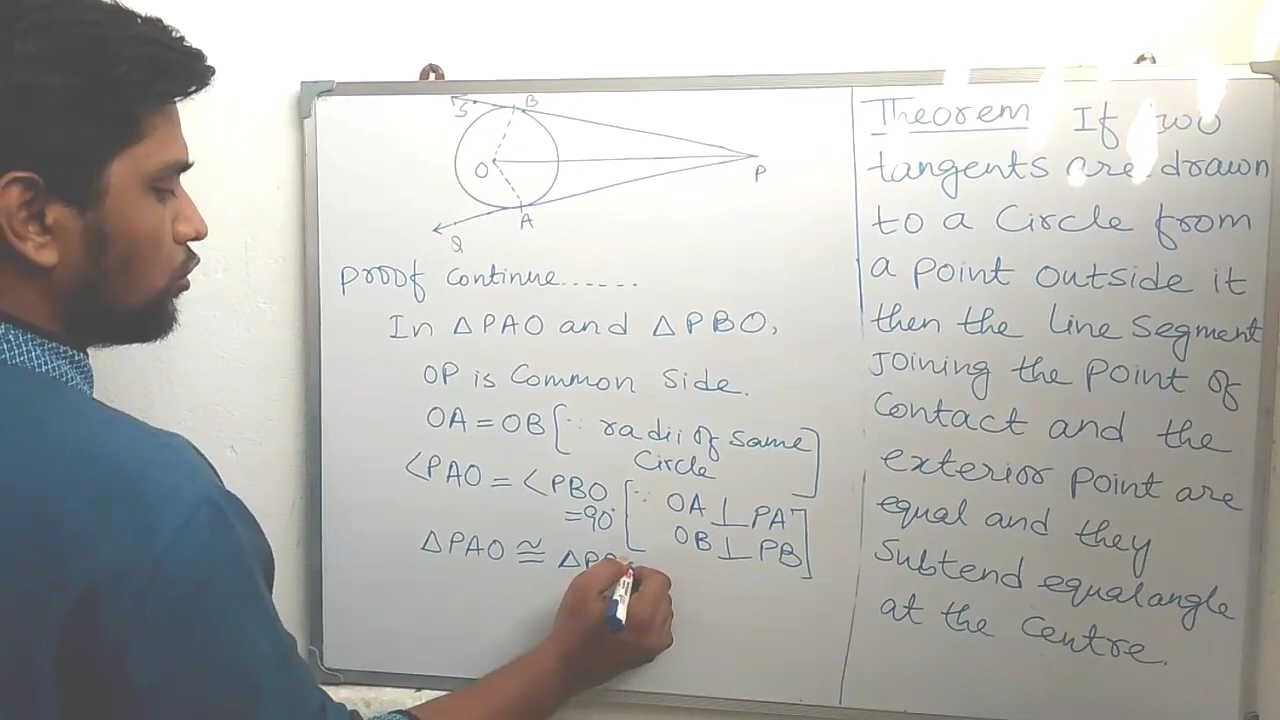 S
B
O
P
A
Q
Proof Continue......
In △PAO and △PBO,
OP is Common Side.
OA = OB [∵ radii of same
Circle]
<PAO = <PBO [∵ OA ⊥ PA
=90° OB ⊥ PB]
△PAO ≅ △PB
Theorem If two
tangents are drawn
to a Circle from
a point outside it
then the line segment
Joining the point of
Contact and the
exterior point are
equal and they
Subtend equal angle
at the Centre.